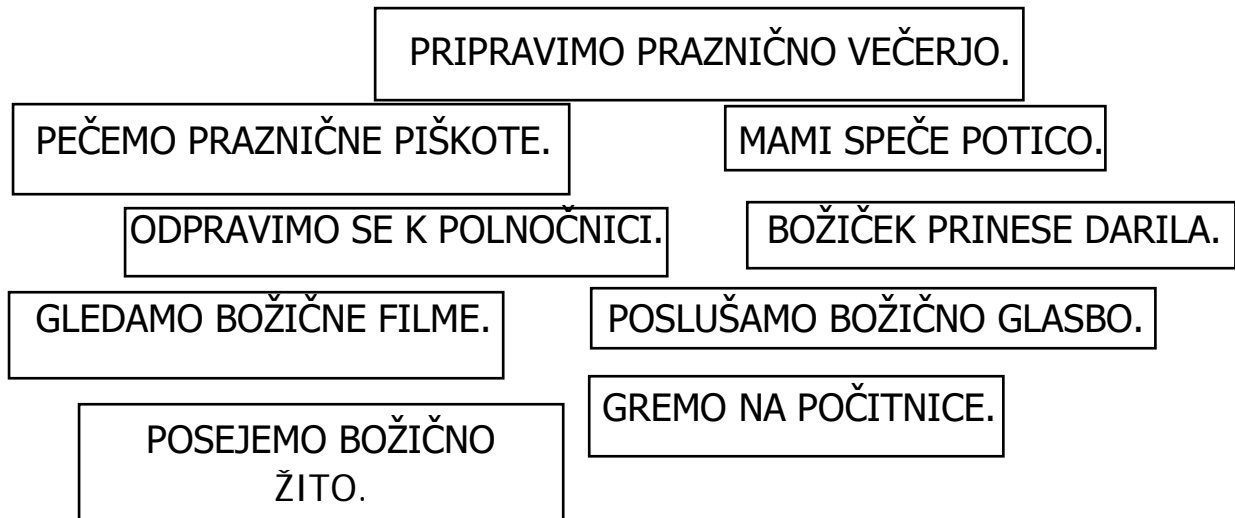 PRIPRAVIMO PRAZNIČNO VEČERJO.
PEČEMO PRAZNIČNE PIŠKOTE.
MAMI SPEČE POTICO.
ODPRAVIMO SE K POLNOČNICI.
BOŽIČEK PRINESE DARILA.
GLEDAMO BOŽIČNE FILME.
POSLUŠAMO BOŽIČNO GLASBO.
GREMO NA POČITNICE.
POSEJEMO BOŽIČNO
ŽITO.